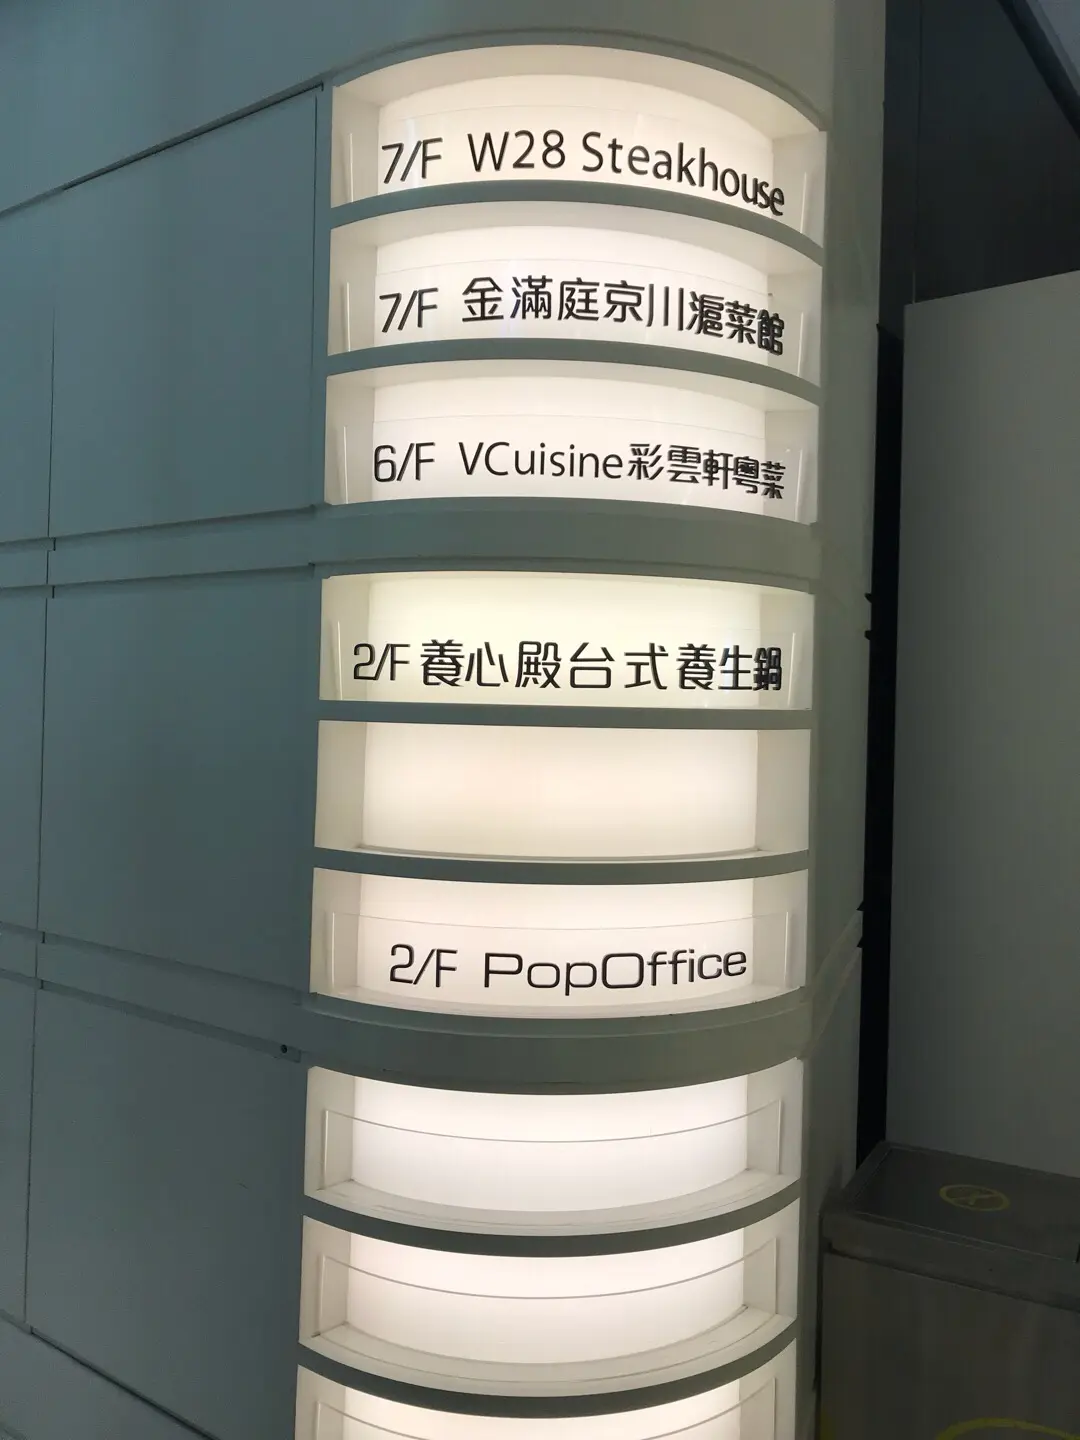 7/F W28 Steakhouse
7/F 金滿庭京川滬菜館
6/F VCuisine彩雲軒粵菜
2/F 養心殿台式養生鍋
2/F PopOffice